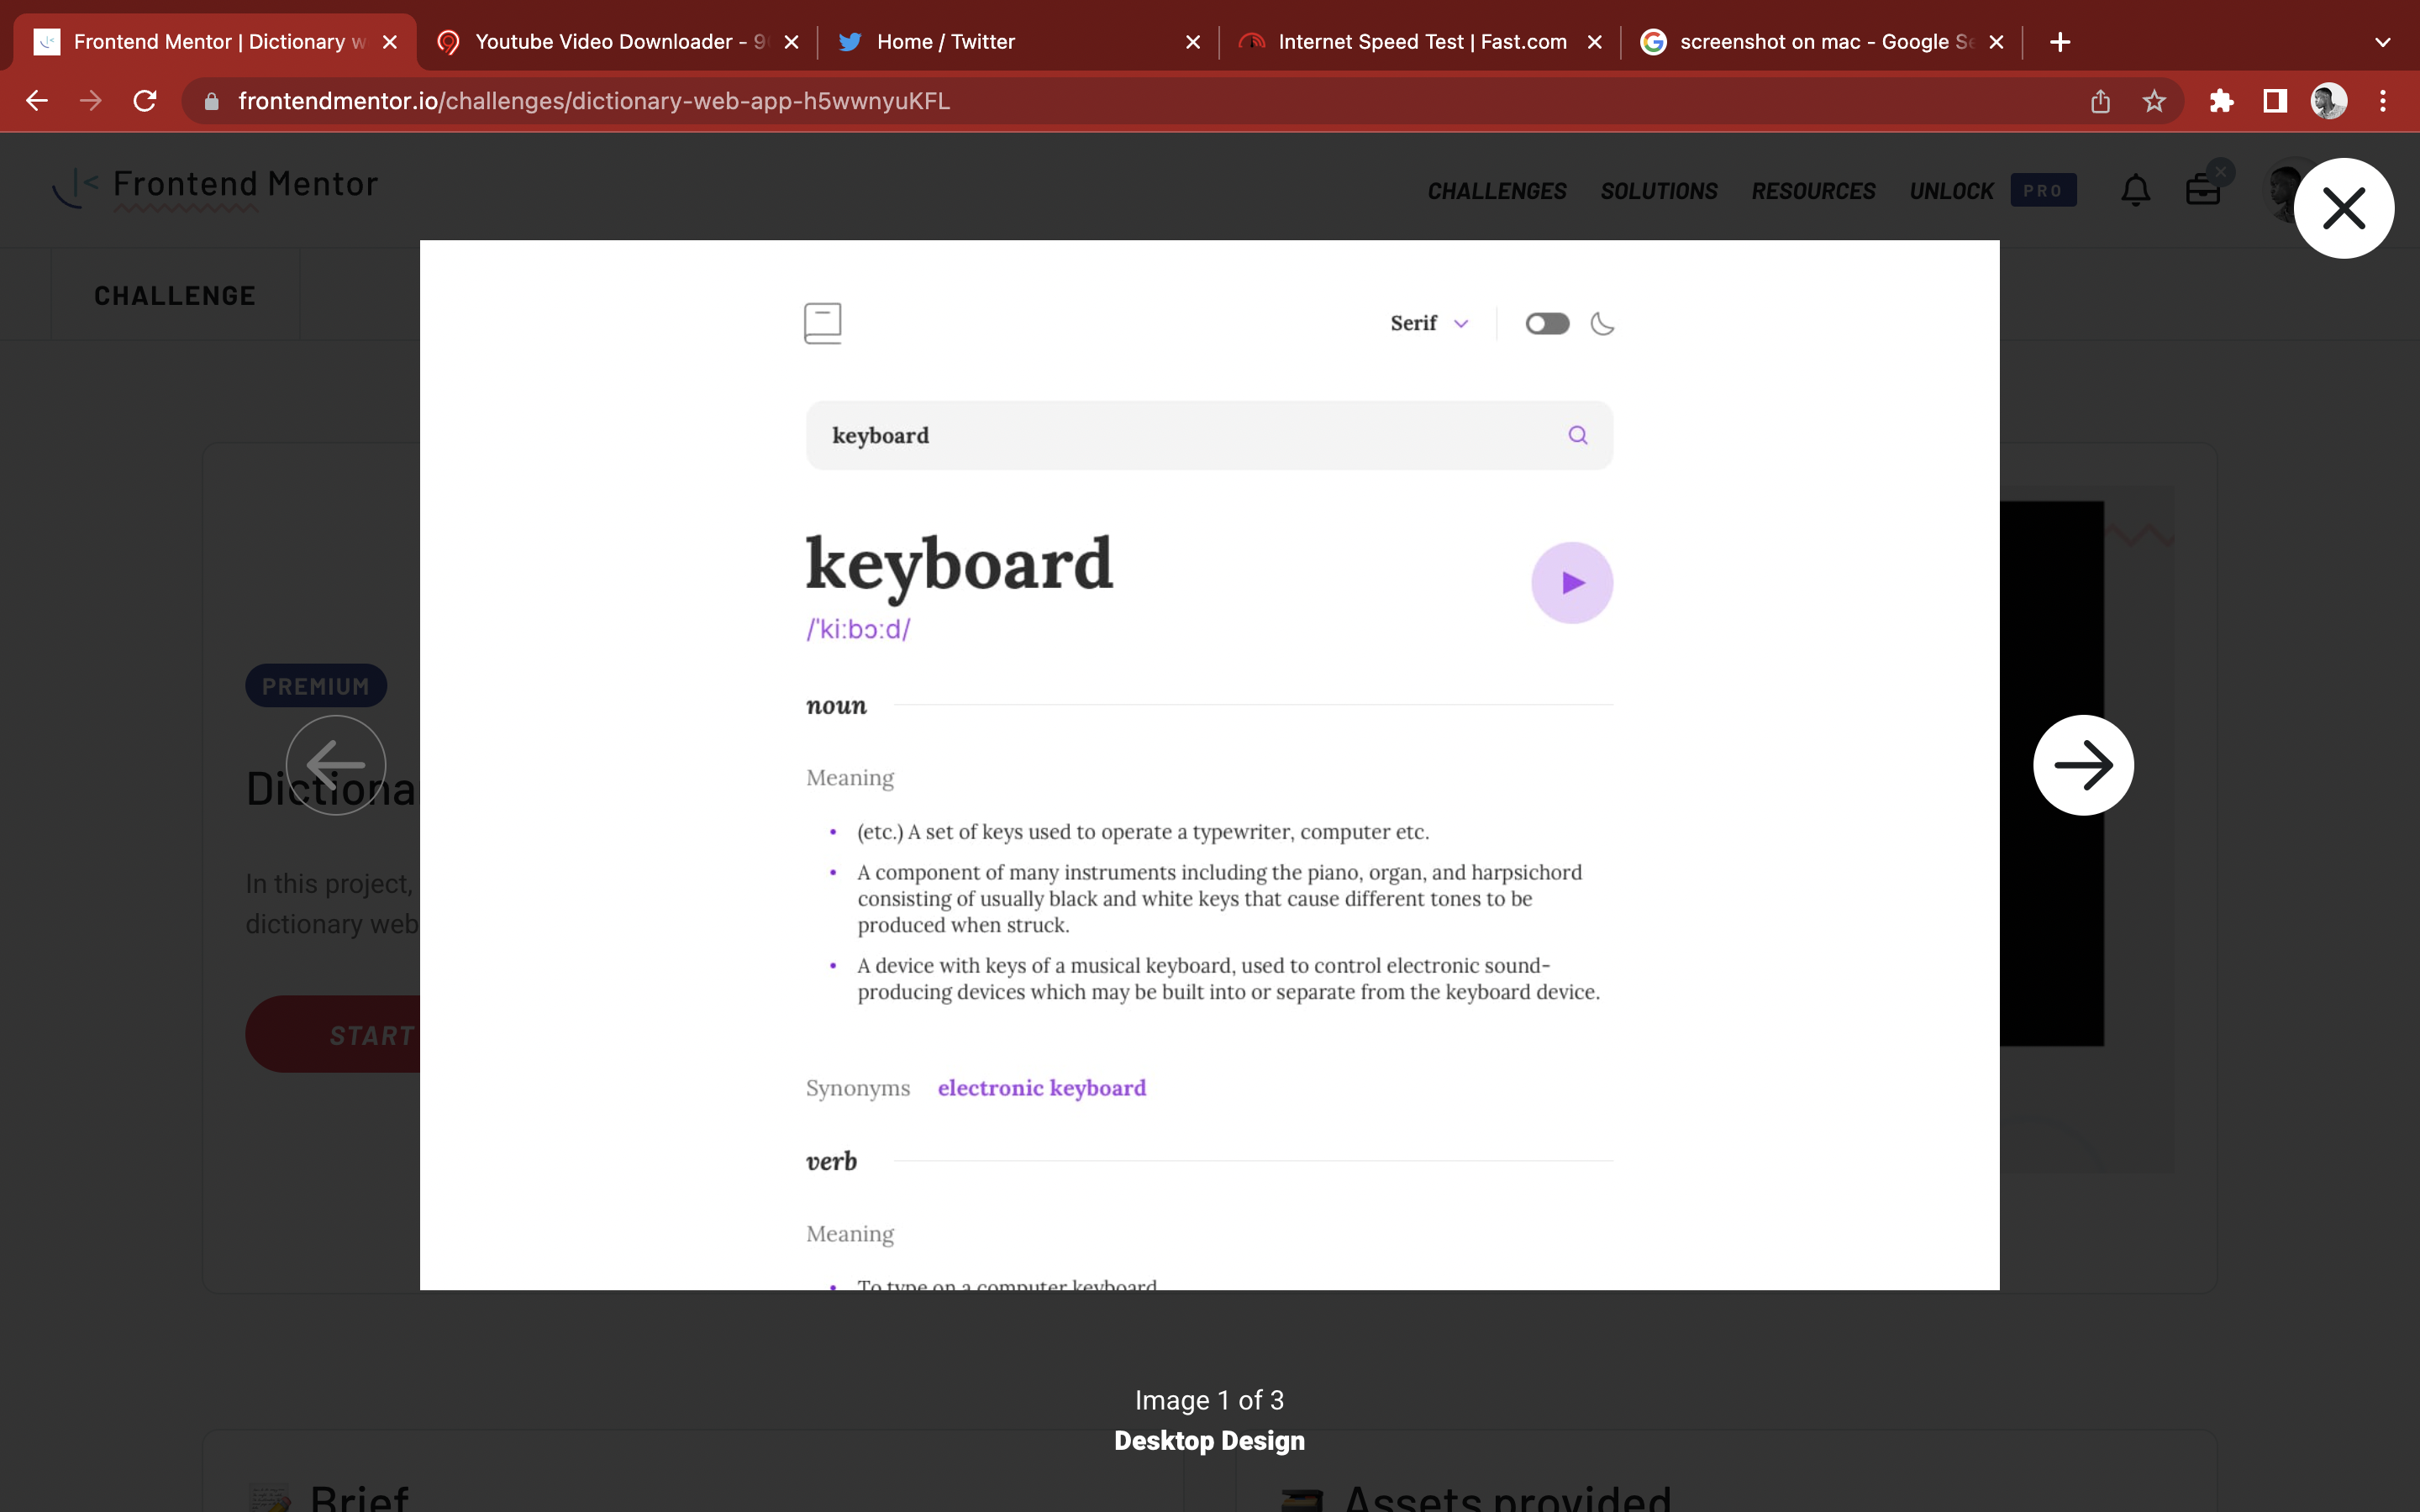 Frontend Mentor | Dictionary w
Youtube Video Downloader - 9
Home / Twitter
Internet Speed Test | Fast.com
screenshot on mac - Google Se
frontendmentor.io/challenges/dictionary-web-app-h5wwnyuKFL
Frontend Mentor
CHALLENGES
SOLUTIONS
RESOURCES
UNLOCK
PRO
CHALLENGE
Serif
keyboard
keyboard
/ˈkiːbɔːd/
PREMIUM
noun
Dictiona
Meaning
• (etc.) A set of keys used to operate a typewriter, computer etc.
• A component of many instruments including the piano, organ, and harpsichord
consisting of usually black and white keys that cause different tones to be
produced when struck.
In this project,
dictionary web
• A device with keys of a musical keyboard, used to control electronic sound-
producing devices which may be built into or separate from the keyboard device.
START
Synonyms electronic keyboard
verb
Meaning
• To type on a computer keyboard
Image 1 of 3
Desktop Design
Brief
Assets provided